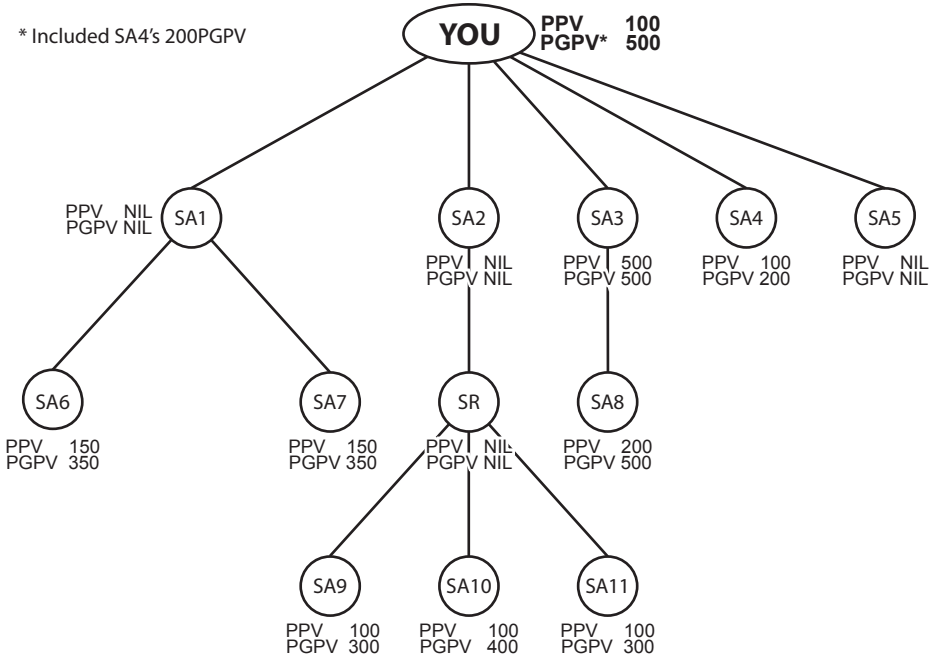 * Included SA4's 200PGPV
YOU
PPV 100
PGPV* 500
SA1
PPV NIL
PGPV NIL
SA2
PPV NIL
PGPV NIL
SA3
PPV 500
PGPV 500
SA4
PPV 100
PGPV 200
SA5
PPV NIL
PGPV NIL
SA6
PPV 150
PGPV 350
SA7
PPV 150
PGPV 350
SR
PPV NIL
PGPV NIL
SA8
PPV 200
PGPV 500
SA9
PPV 100
PGPV 300
SA10
PPV 100
PGPV 400
SA11
PPV 100
PGPV 300